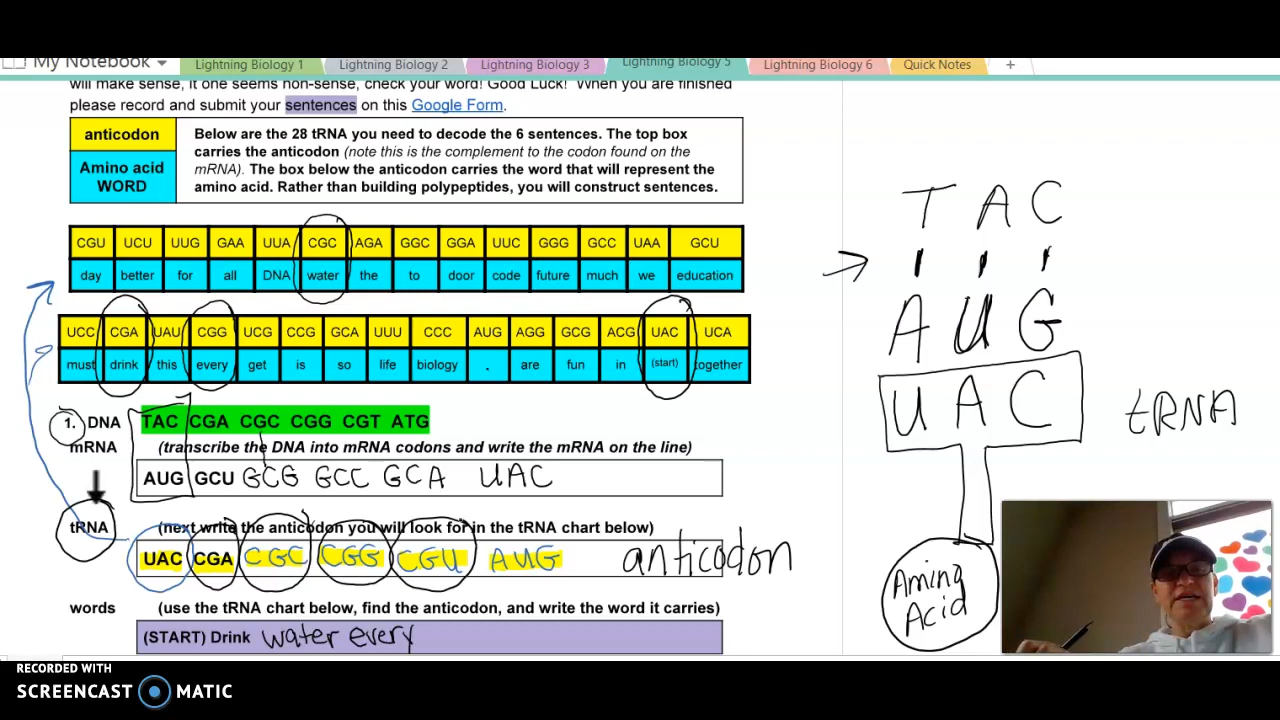 My Notebook Lightning Biology 1 Lightning Biology 2 Lightning Biology 3 Lightning Biology 5 Lightning Biology 6 Quick Notes +
will make sense, if one seems non-sense, check your word! Good Luck! When you are finished
please record and submit your sentences on this Google Form.
anticodon
Amino acid
WORD
Below are the 28 tRNA you need to decode the 6 sentences. The top box
carries the anticodon (note this is the complement to the codon found on the
mRNA). The box below the anticodon carries the word that will represent the
amino acid. Rather than building polypeptides, you will construct sentences.
CGU UCU UUG GAA UUA CGC AGA GGC GGA UUC GGG GCC UAA GCU
day better for all DNA water the to door code future much we education
UCC CGA UAU CGG UCG CCG GCA UUU CCC AUG AGG GCG ACG UAC UCA
must drink this every get is so life biology . are fun in (start) together
1. DNA TAC CGA CGC CGG CGT ATG
mRNA (transcribe the DNA into mRNA codons and write the mRNA on the line)
AUG GCU GCG GCC GCA UAC
tRNA (next write the anticodon you will look for in the tRNA chart below)
UAC CGA CGC CGG CGU AUG anticodon
words (use the tRNA chart below, find the anticodon, and write the word it carries)
(START) Drink water every
T A C
A U G
U A C
tRNA
Amino
Acid
RECORDED WITH
SCREENCAST MATIC